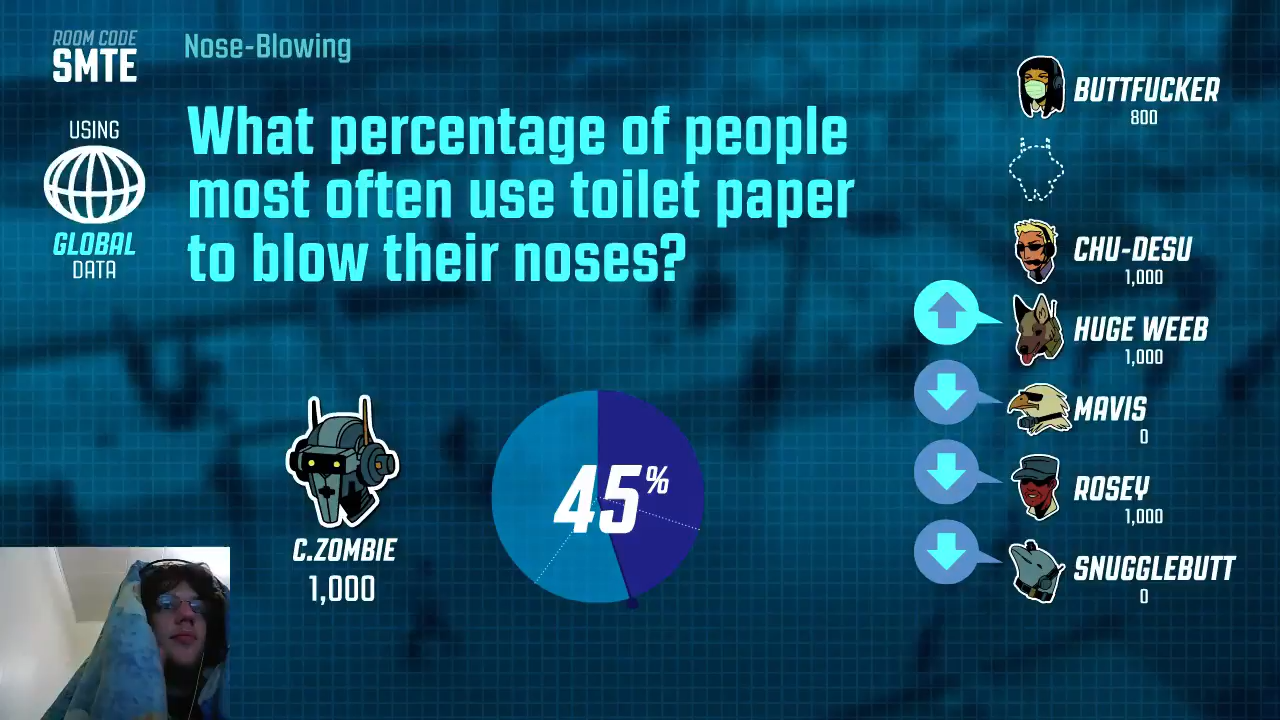 ROOM CODE
SMTE
Nose-Blowing
USING
GLOBAL
DATA
What percentage of people
most often use toilet paper
to blow their noses?
C.ZOMBIE
1,000
45%
BUTTFUCKER
800
CHU-DESU
1,000
HUGE WEEB
1,000
MAVIS
0
ROSEY
1,000
SNUGGLEBUTT
0